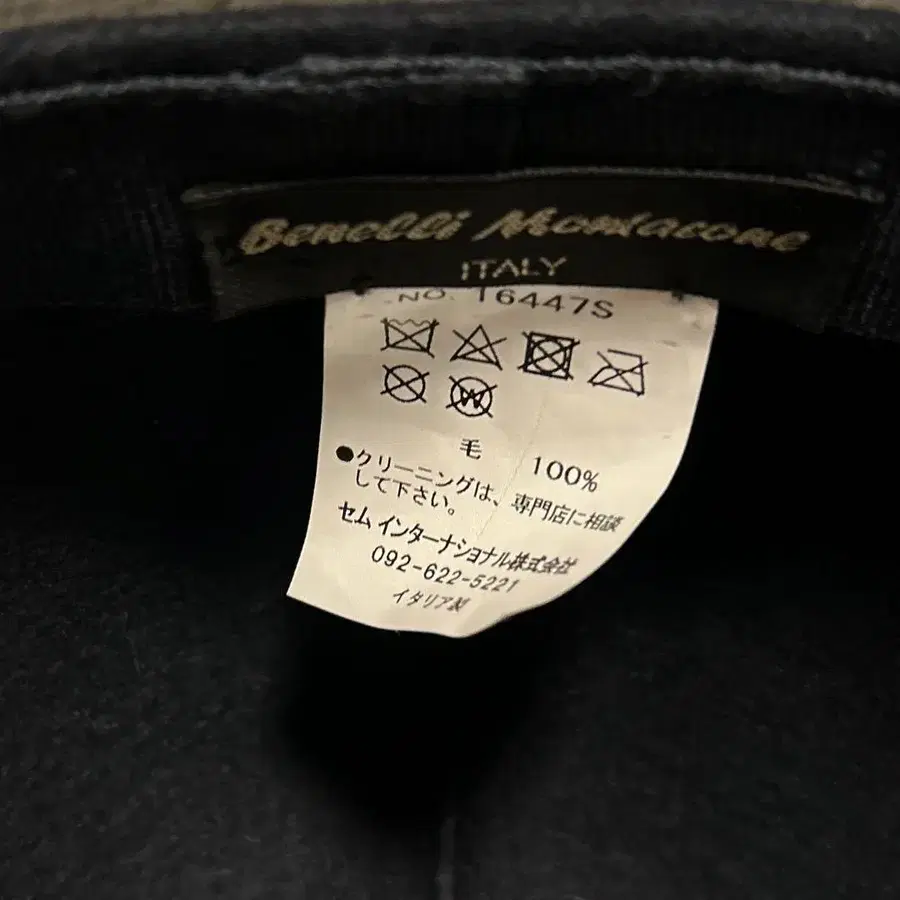 Benelli Momacone
ITALY
NO. 16447S
W
毛 100%
●クリーニングは、専門店に相談
して下さい。
セム インターナショナル株式会社
092-622-5221
イタリア製